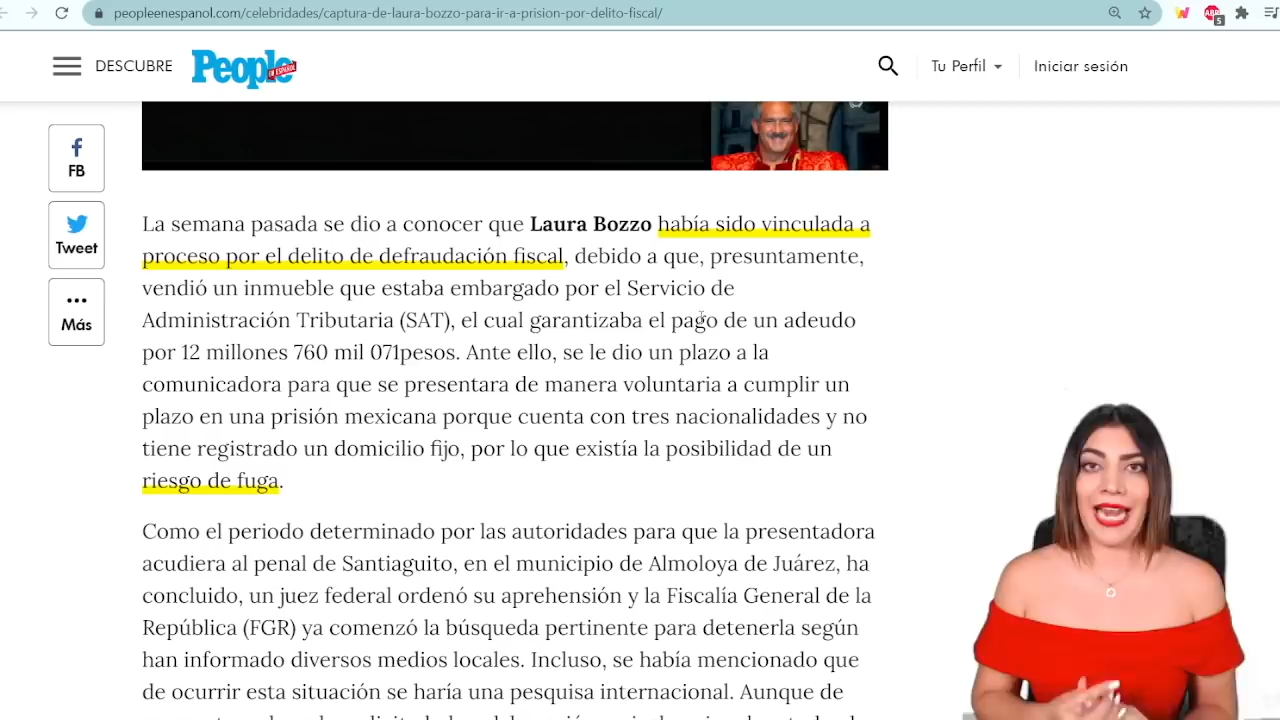 peopleenespanol.com/celebridades/captura-de-laura-bozzo-para-ir-a-prision-por-delito-fiscal/
ABP
5
DESCUBRE
People
EN ESPAÑOL
Tu Perfil
Iniciar sesión
FB
Tweet
Más
La semana pasada se dio a conocer que Laura Bozzo había sido vinculada a
proceso por el delito de defraudación fiscal, debido a que, presuntamente,
vendió un inmueble que estaba embargado por el Servicio de
Administración Tributaria (SAT), el cual garantizaba el pago de un adeudo
por 12 millones 760 mil 071pesos. Ante ello, se le dio un plazo a la
comunicadora para que se presentara de manera voluntaria a cumplir un
plazo en una prisión mexicana porque cuenta con tres nacionalidades y no
tiene registrado un domicilio fijo, por lo que existía la posibilidad de un
riesgo de fuga.
Como el periodo determinado por las autoridades para que la presentadora
acudiera al penal de Santiaguito, en el municipio de Almoloya de Juárez, ha
concluido, un juez federal ordenó su aprehensión y la Fiscalía General de la
República (FGR) ya comenzó la búsqueda pertinente para detenerla según
han informado diversos medios locales. Incluso, se había mencionado que
de ocurrir esta situación se haría una pesquisa internacional. Aunque de